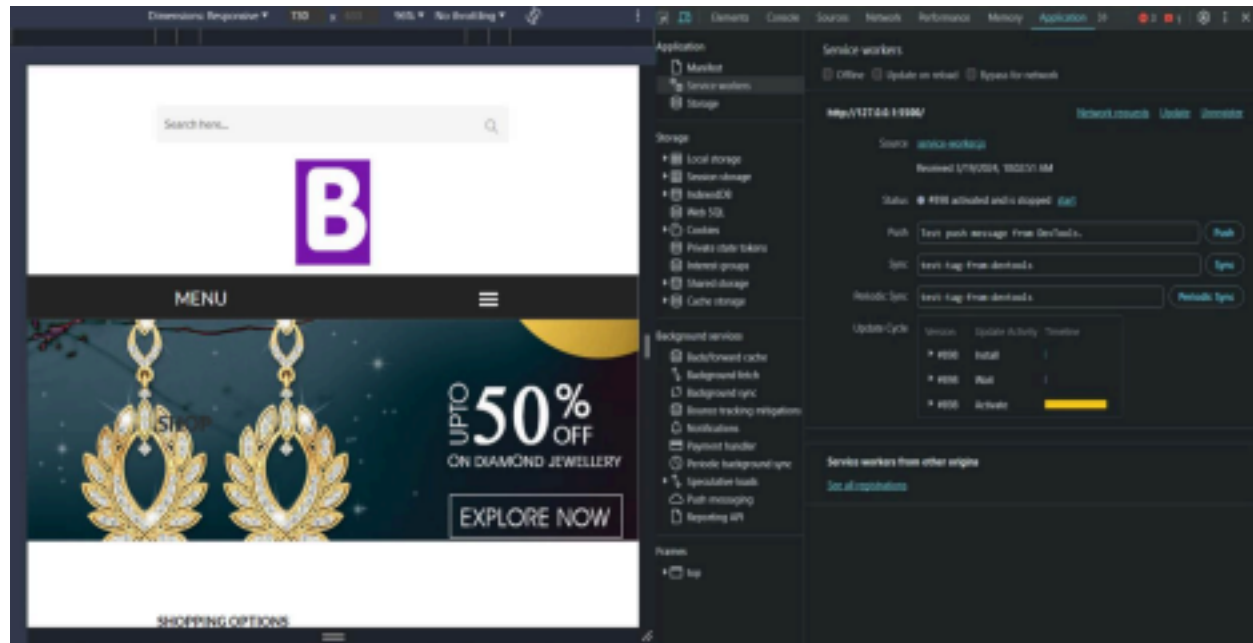 Dimensions: Responsive 730 x 96% No throttling
Search here...
B
MENU
SHOP
UPTO 50% OFF
ON DIAMOND JEWELLERY
EXPLORE NOW
SHOPPING OPTIONS
Elements Console Sources Network Performance Memory Application
Application
Manifest
Service workers
Storage
Storage
Local storage
Session storage
IndexedDB
Web SQL
Cookies
Private state tokens
Interest groups
Shared storage
Cache storage
Background services
Back/forward cache
Background fetch
Background sync
Bounce tracking mitigations
Notifications
Payment handler
Periodic background sync
Speculative loads
Push messaging
Reporting API
Frames
top
Service workers
Offline Update on reload Bypass for network
Network requests Update Unregister
Source service-worker.js
Status activated and is stopped start
Push Test push message from DevTools. Push
Sync test-tag-from-devtools Sync
Periodic Sync test-tag-from-devtools Periodic Sync
Update Cycle Version Update Activity Timeline
Install
Wait
Activate
Service workers from other origins
See all registrations